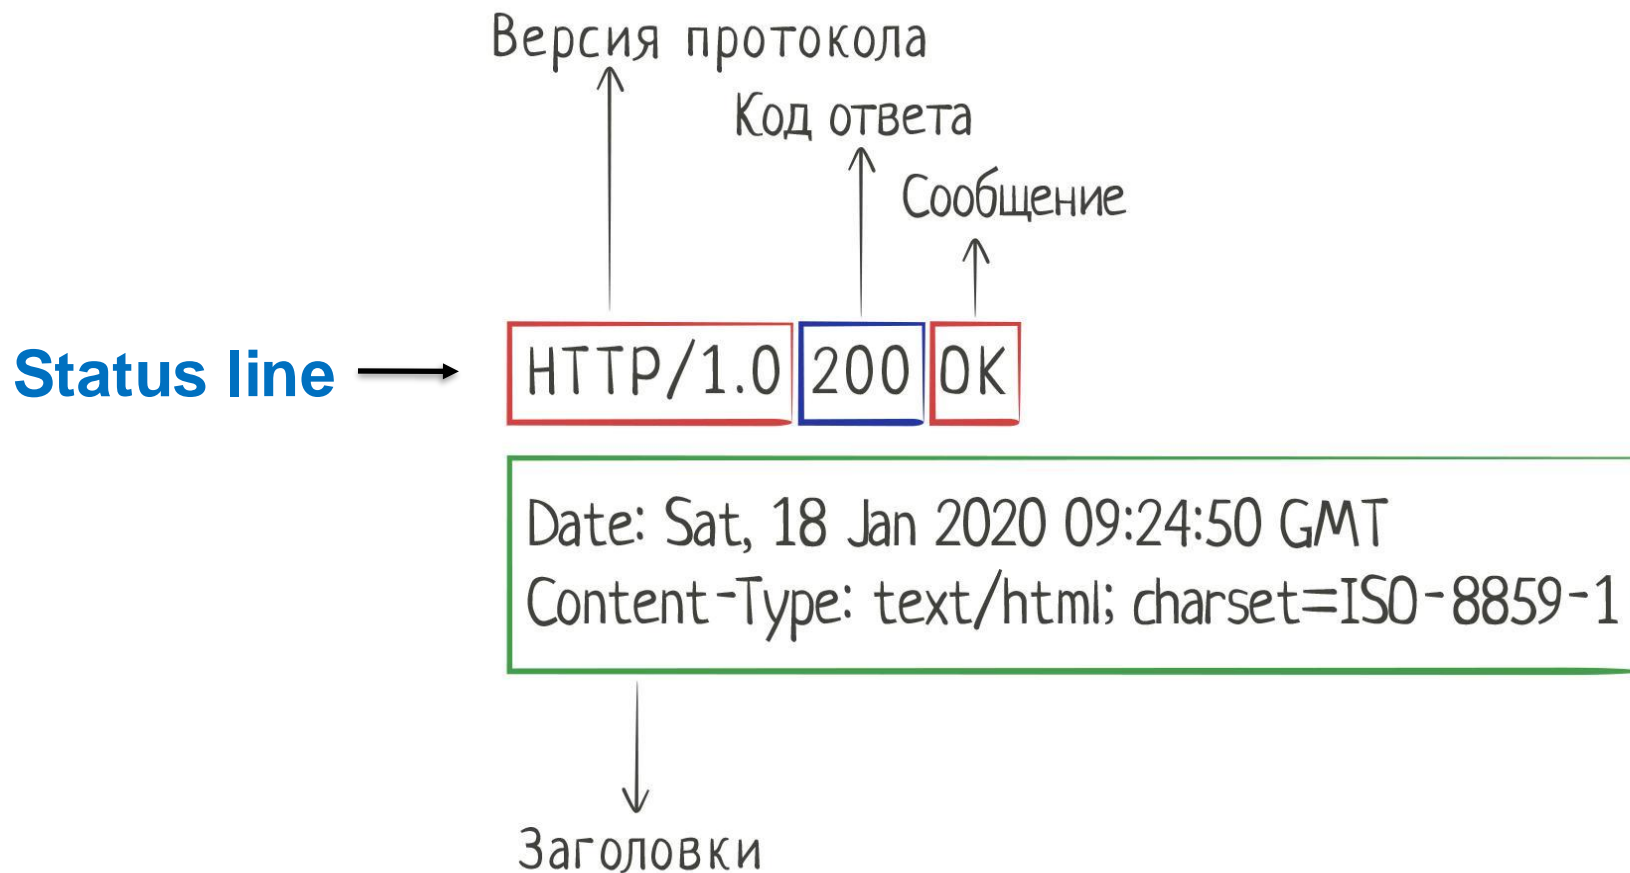 Версия протокола
Код ответа
Сообщение
Status line
HTTP/1.0 200 OK
Date: Sat, 18 Jan 2020 09:24:50 GMT
Content-Type: text/html; charset=ISO-8859-1
Заголовки